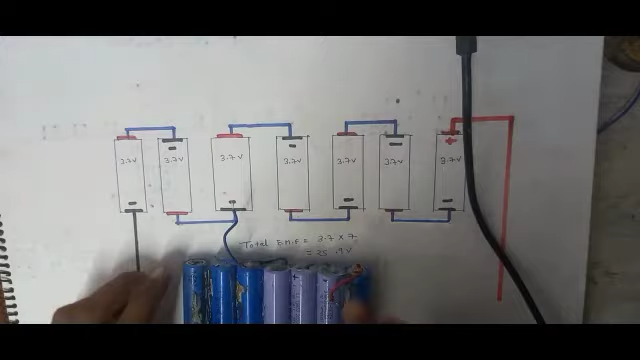 3.7V 3.7V 3.7V 3.7V 3.7V 3.7V 3.7V
Total E.M.F = 3.7 x 7
= 25.9V